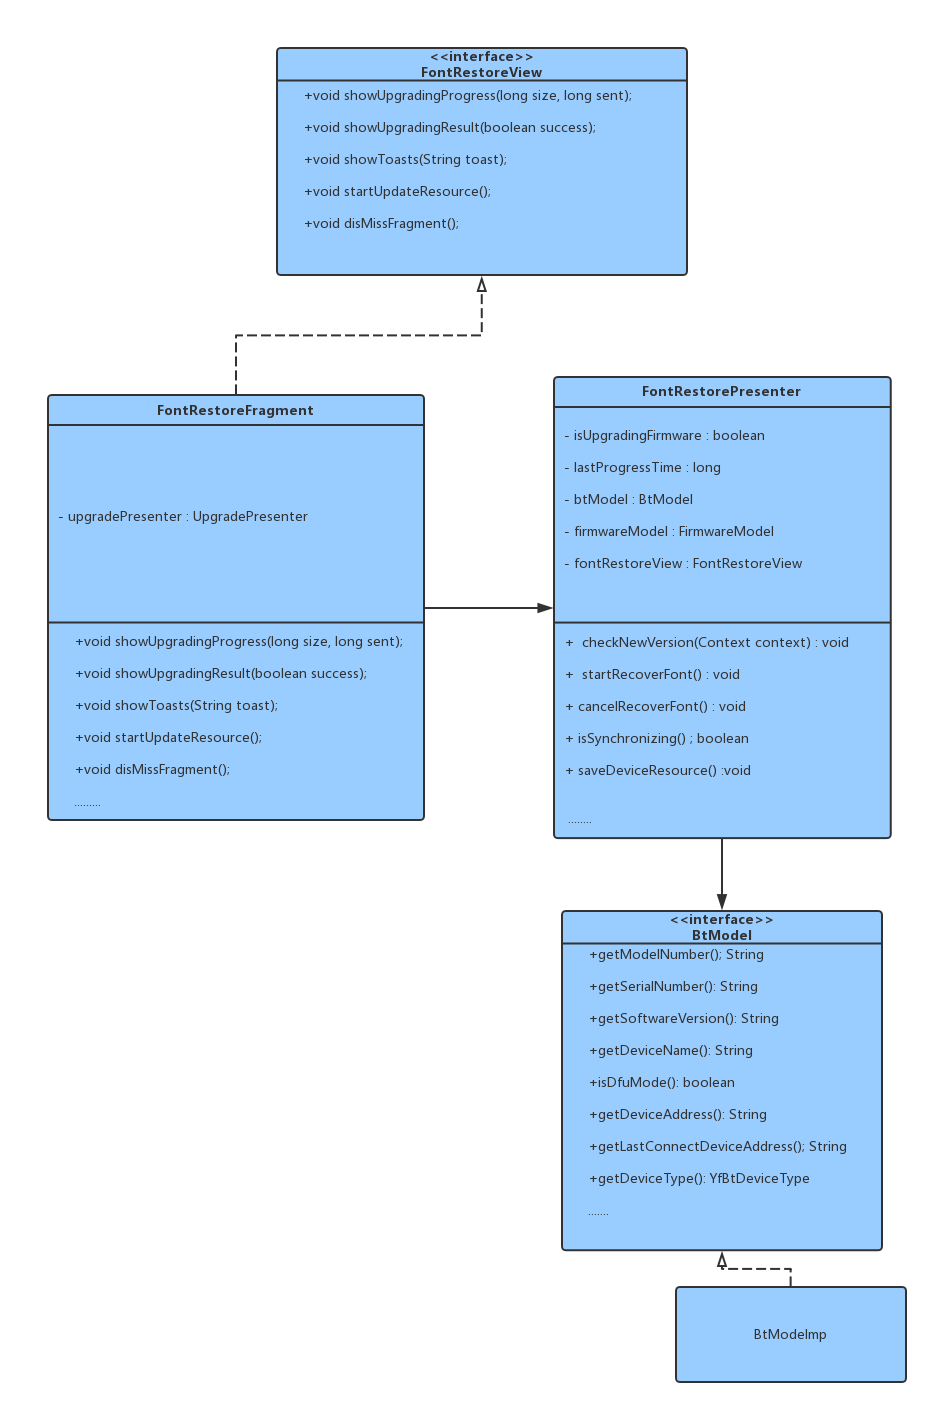 <<interface>>
FontRestoreView
+void showUpgradingProgress(long size, long sent);
+void showUpgradingResult(boolean success);
+void showToasts(String toast);
+void startUpdateResource();
+void disMissFragment();
FontRestoreFragment
- upgradePresenter : UpgradePresenter
+void showUpgradingProgress(long size, long sent);
+void showUpgradingResult(boolean success);
+void showToasts(String toast);
+void startUpdateResource();
+void disMissFragment();
.........
FontRestorePresenter
- isUpgradingFirmware : boolean
- lastProgressTime : long
- btModel : BtModel
- firmwareModel : FirmwareModel
- fontRestoreView : FontRestoreView
+  checkNewVersion(Context context) : void
+  startRecoverFont() : void
+ cancelRecoverFont() : void
+ isSynchronizing() ; boolean
+ saveDeviceResource() :void
........
<<interface>>
BtModel
+getModelNumber(); String
+getSerialNumber(): String
+getSoftwareVersion(): String
+getDeviceName(): String
+isDfuMode(): boolean
+getDeviceAddress(): String
+getLastConnectDeviceAddress(); String
+getDeviceType(): YfBtDeviceType
.......
BtModeImp